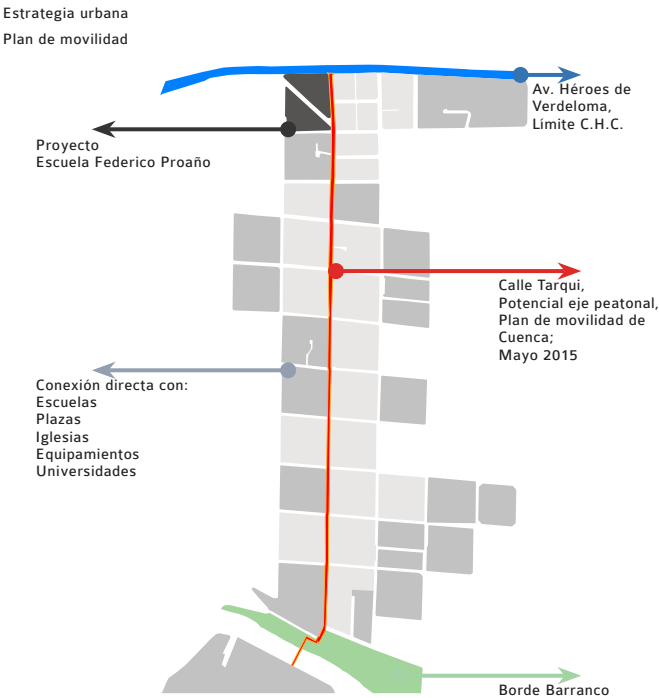 Estrategia urbana
Plan de movilidad
Av. Héroes de
Verdeloma,
Límite C.H.C.
Proyecto
Escuela Federico Proaño
Calle Tarqui,
Potencial eje peatonal,
Plan de movilidad de
Cuenca;
Mayo 2015
Conexión directa con:
Escuelas
Plazas
Iglesias
Equipamientos
Universidades
Borde Barranco